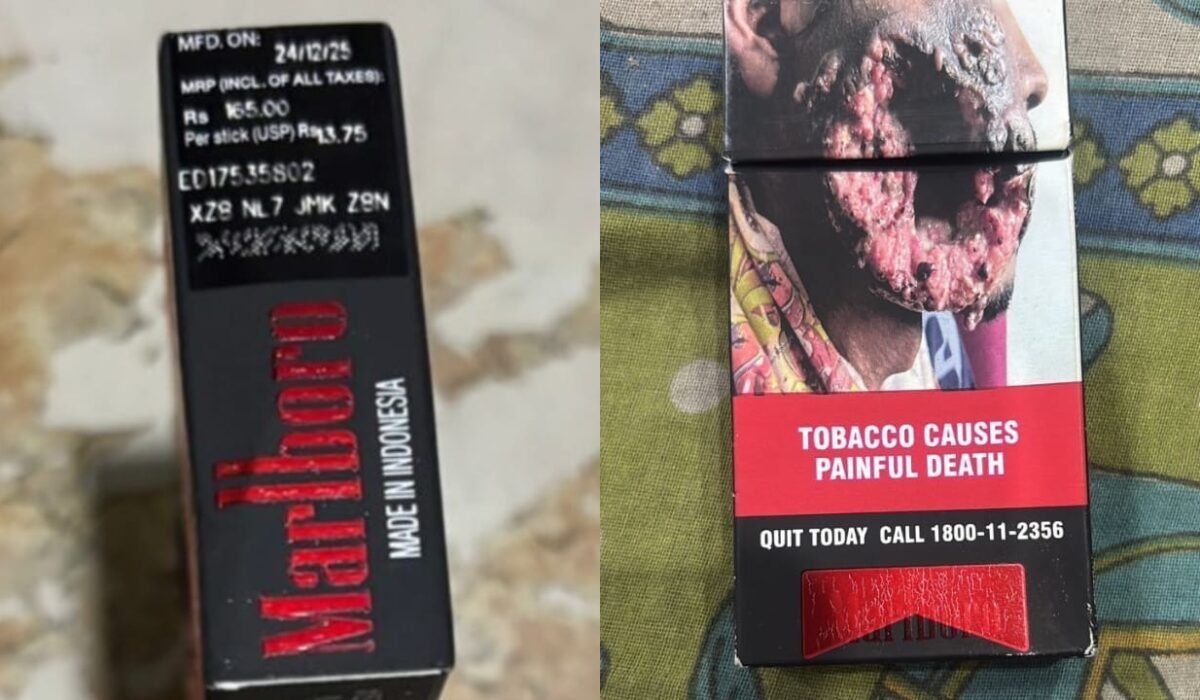 MFD. ON: 24/12/25
MRP (INCL. OF ALL TAXES):
Rs 165.00
Per stick (USP) Rs 13.75
ED17535802
XZ8 NL7 JMK Z8N
Marlboro
MADE IN INDONESIA
TOBACCO CAUSES
PAINFUL DEATH
QUIT TODAY CALL 1800-11-2356